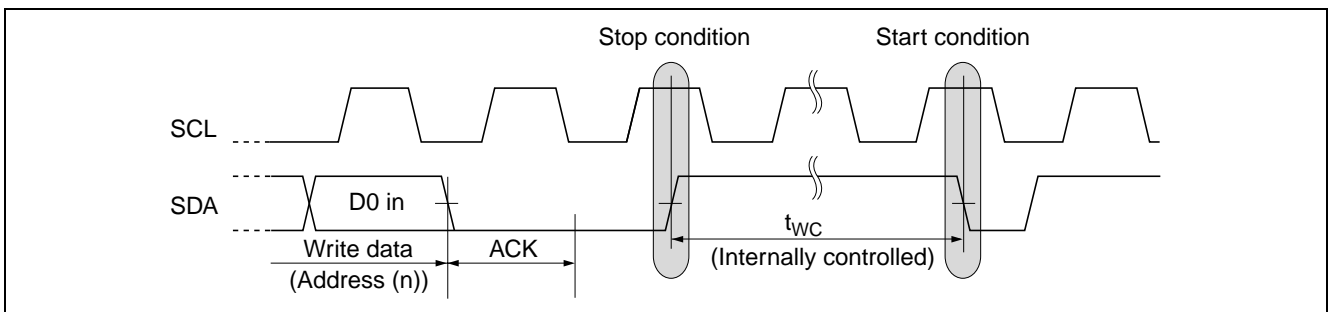 Stop condition
Start condition
SCL
SDA
D0 in
Write data
(Address (n))
ACK
tWC
(Internally controlled)